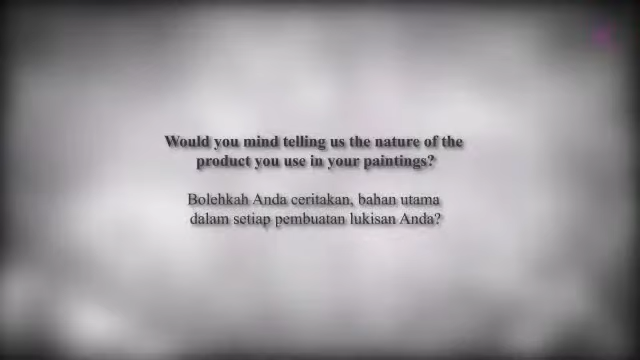 Would you mind telling us the nature of the
product you use in your paintings?
Bolehkah Anda ceritakan, bahan utama
dalam setiap pembuatan lukisan Anda?